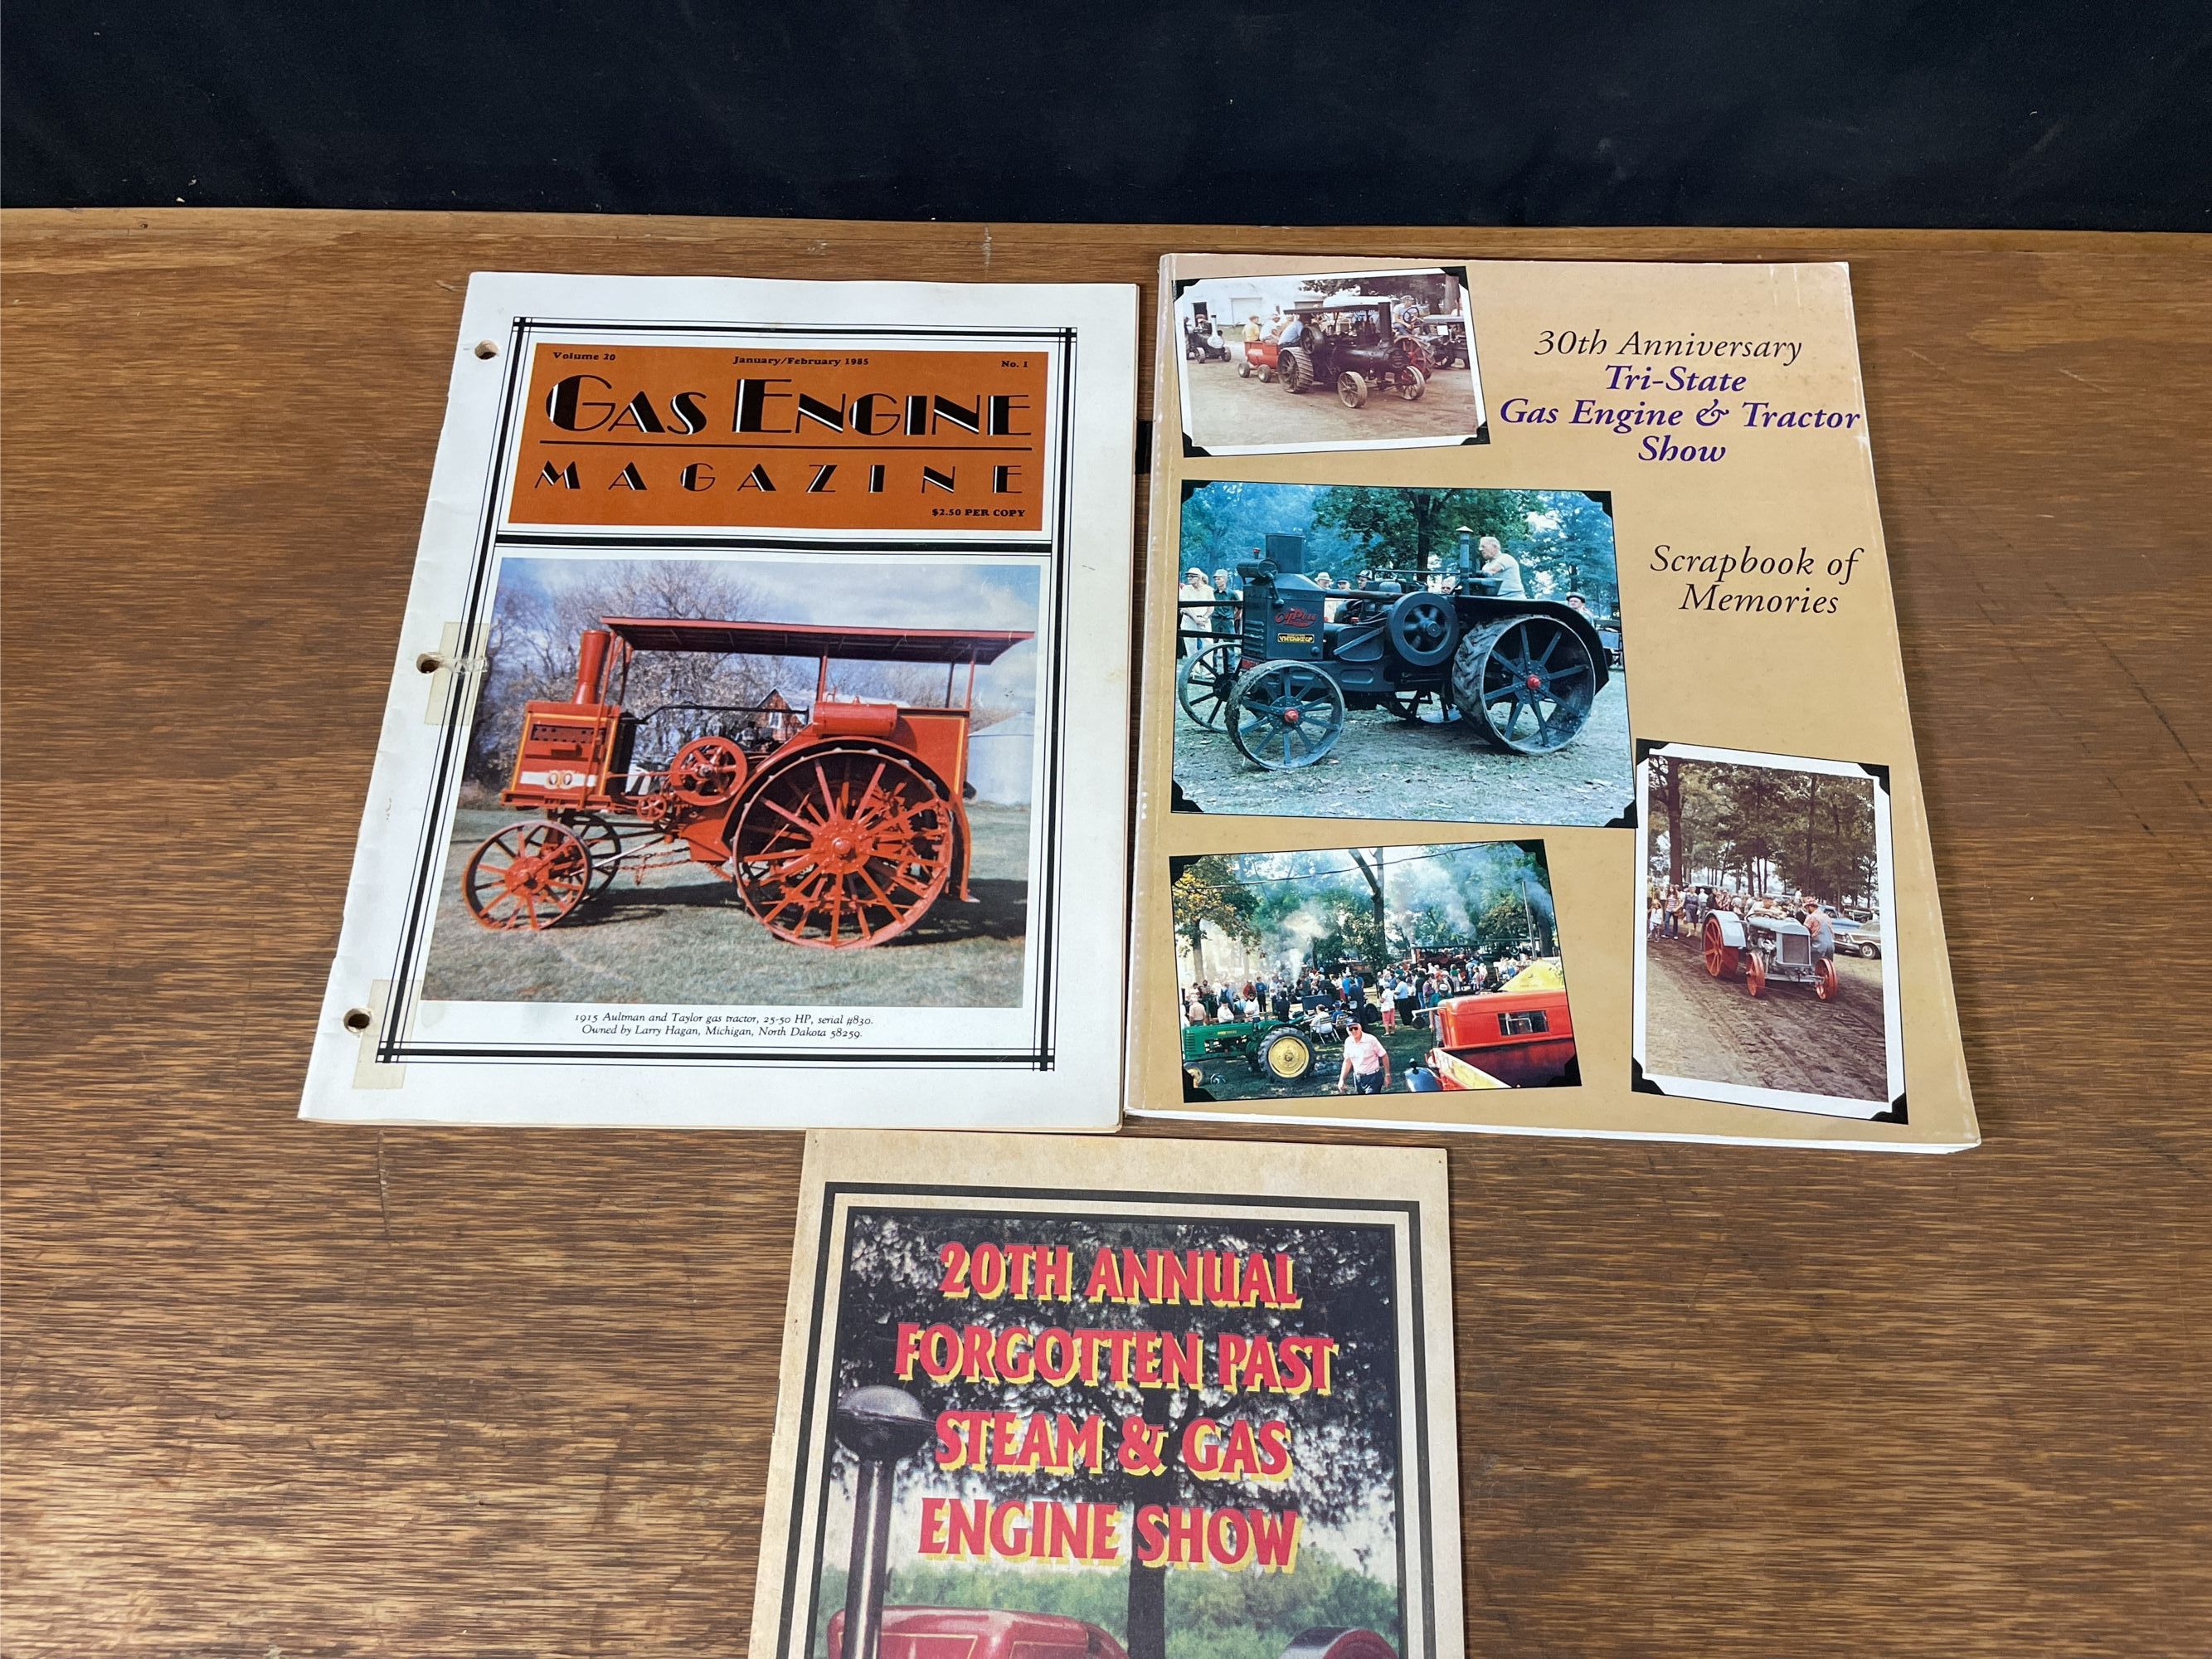 Volume 20 January/February 1985 No. 1
GAS ENGINE
MAGAZINE
$2.50 PER COPY
1915 Aultman and Taylor gas tractor, 25-50 HP, serial #830.
Owned by Larry Hagan, Michigan, North Dakota 58259.
30th Anniversary
Tri-State
Gas Engine & Tractor
Show
Scrapbook of
Memories
20TH ANNUAL
FORGOTTEN PAST
STEAM & GAS
ENGINE SHOW